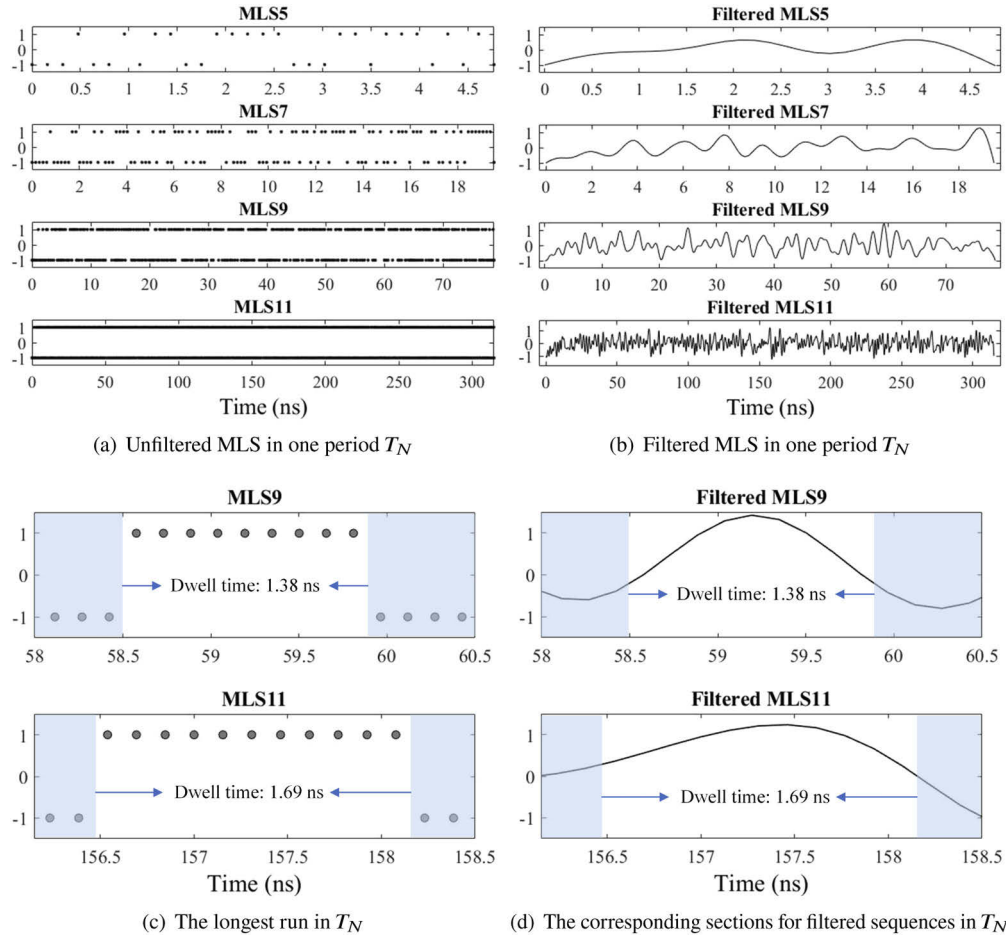 MLS5
1
0
-1
0 0.5 1 1.5 2 2.5 3 3.5 4 4.5
MLS7
1
0
-1
0 2 4 6 8 10 12 14 16 18
MLS9
1
0
-1
0 10 20 30 40 50 60 70
MLS11
1
0
-1
0 50 100 150 200 250 300
Time (ns)
(a) Unfiltered MLS in one period T_N
Filtered MLS5
1
0
-1
0 0.5 1 1.5 2 2.5 3 3.5 4 4.5
Filtered MLS7
1
0
-1
0 2 4 6 8 10 12 14 16 18
Filtered MLS9
1
0
-1
0 10 20 30 40 50 60 70
Filtered MLS11
1
0
-1
0 50 100 150 200 250 300
Time (ns)
(b) Filtered MLS in one period T_N
MLS9
1
0
-1
Dwell time: 1.38 ns
58 58.5 59 59.5 60 60.5
MLS11
1
0
-1
Dwell time: 1.69 ns
156.5 157 157.5 158 158.5
Time (ns)
(c) The longest run in T_N
Filtered MLS9
1
0
-1
Dwell time: 1.38 ns
58 58.5 59 59.5 60 60.5
Filtered MLS11
1
0
-1
Dwell time: 1.69 ns
156.5 157 157.5 158 158.5
Time (ns)
(d) The corresponding sections for filtered sequences in T_N